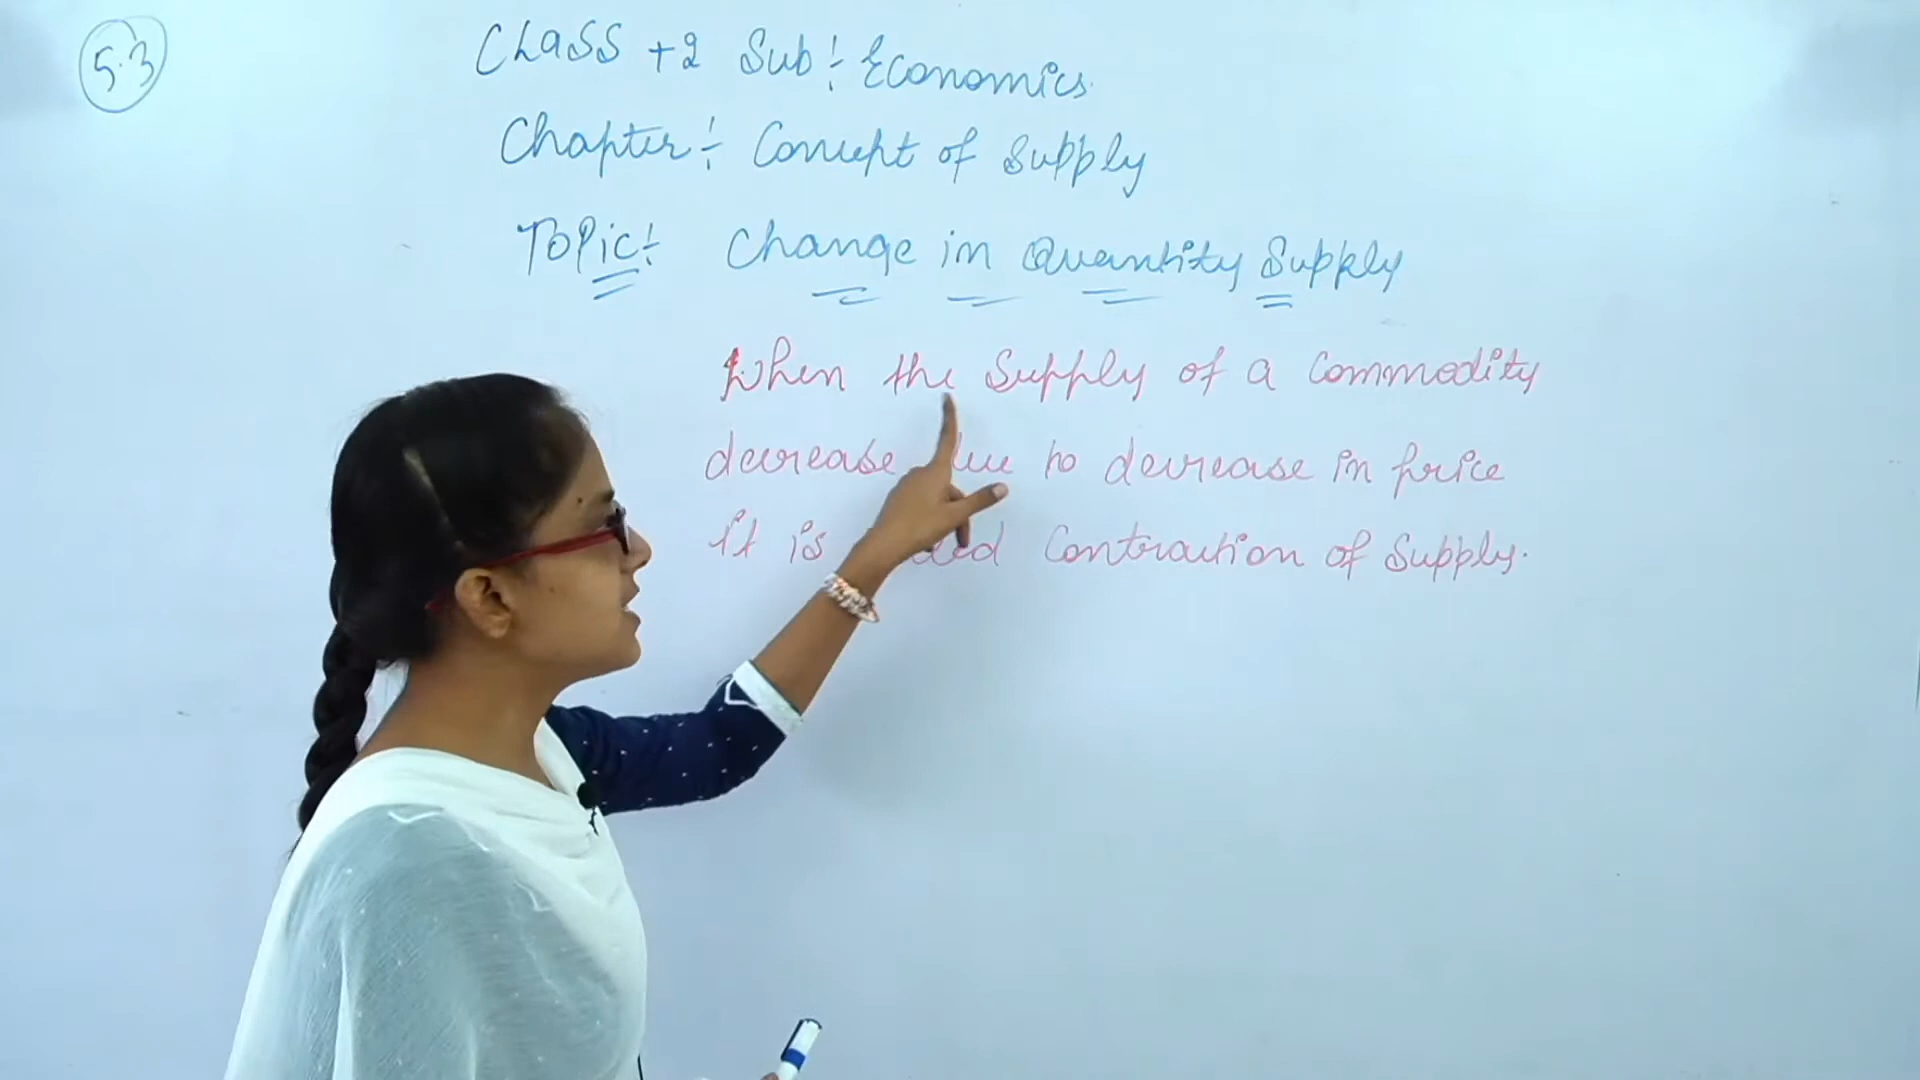 5.3
Class +2 Sub:- Economics.
Chapter:- Concept of Supply
Topic:- Change in Quantity Supply
When the Supply of a Commodity
decrease due to decrease in price
it is Contraction of Supply.